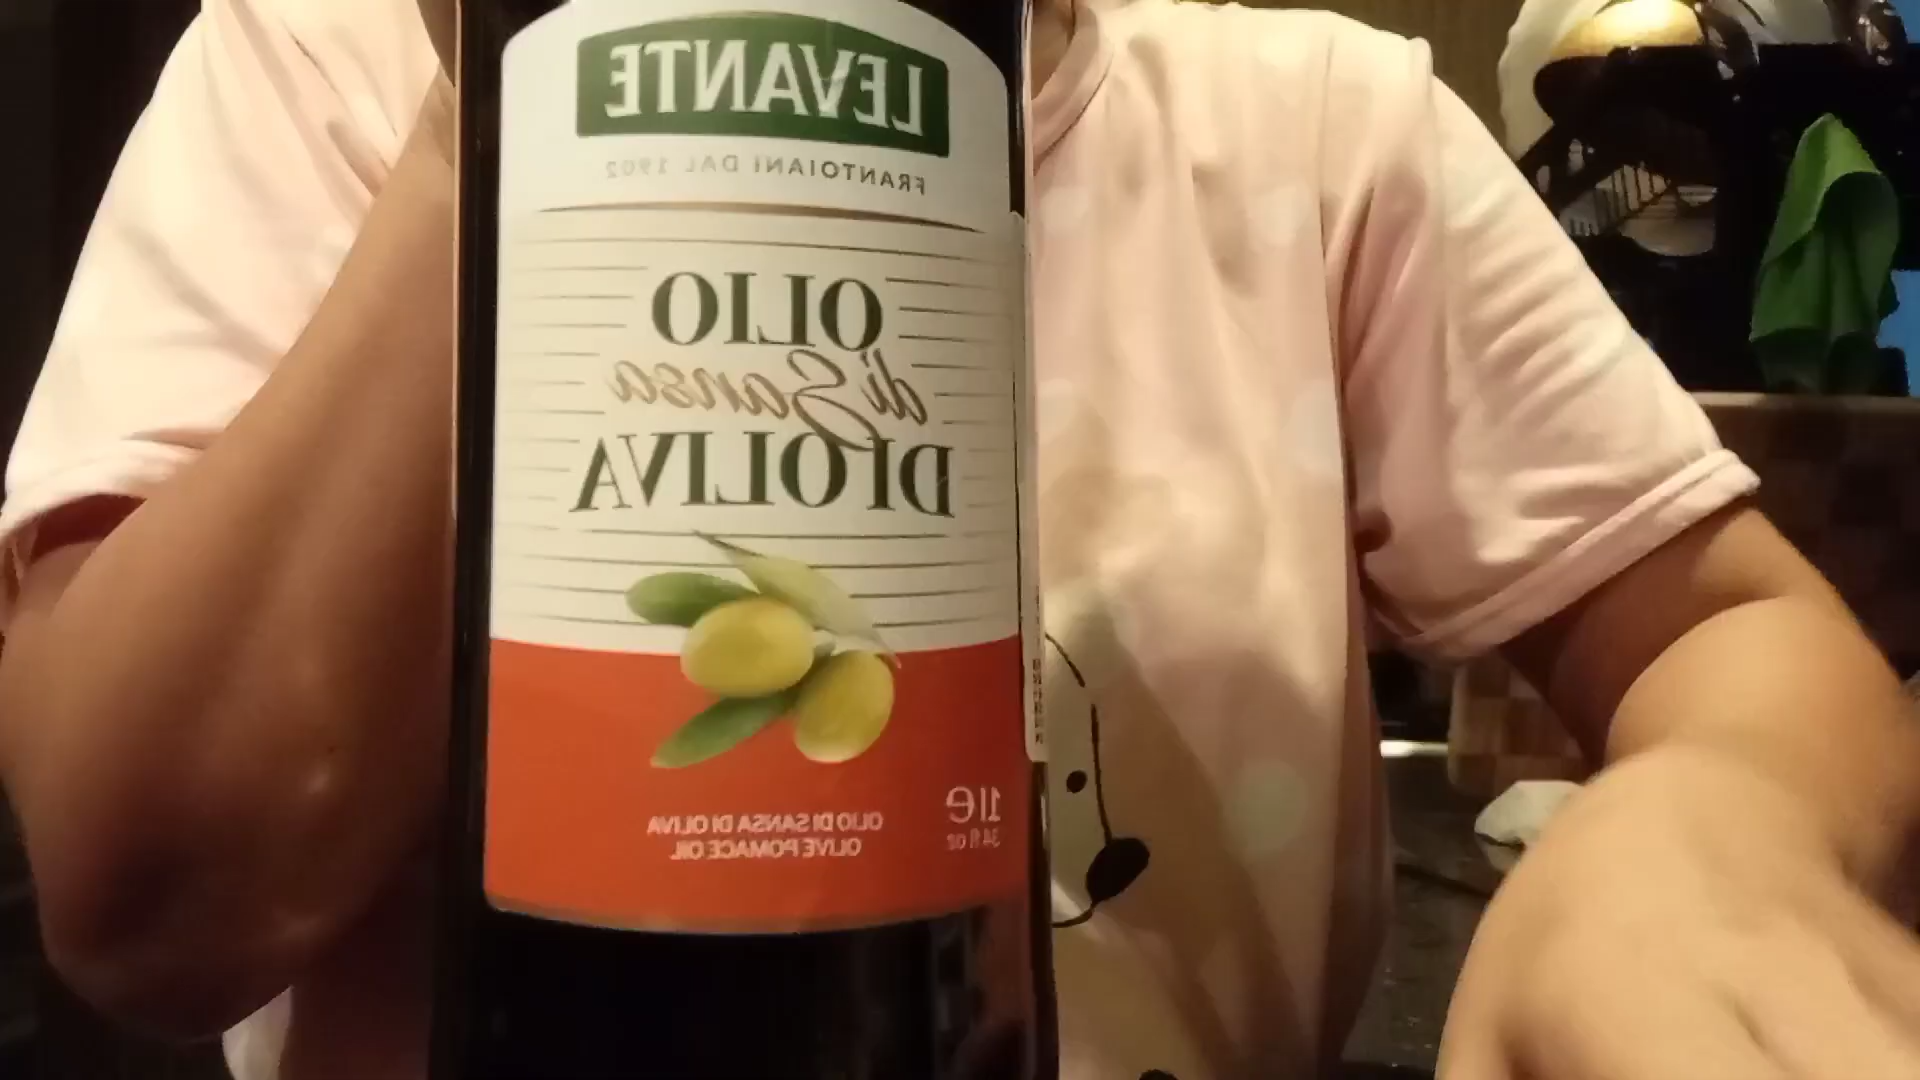 LEVANTE
FRANTOIANI DAL 1902
OLIO
di Sansa
DI OLIVA
1l e
34 fl oz
OLIO DI SANSA DI OLIVA
OLIVE POMACE OIL